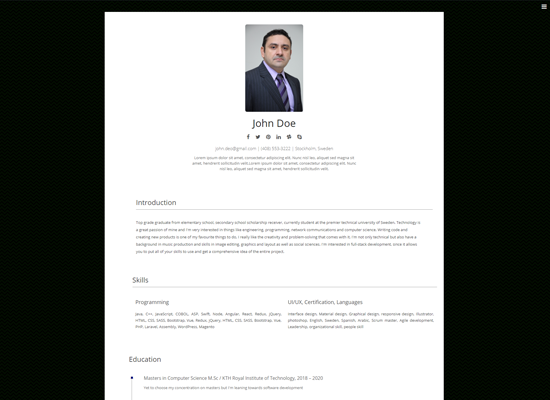 John Doe
john.deo@gmail.com | (408) 555-3222 | Stockholm, Sweden
Lorem ipsum dolor sit amet, consectetur adipiscing elit. Nunc nisl leo, aliquet sed magna sit
amet, hendrerit sollicitudin velit. Lorem ipsum dolor sit amet, consectetur adipiscing elit. Nunc
nisl leo, aliquet sed magna sit amet, hendrerit sollicitudin velit.
Introduction
Top grade graduate from elementary school, secondary school scholarship receiver, currently student at the premier technical university of Sweden. Technology is
a great passion of mine and I'm very interested in things like engineering, programming, network communications and computer science. Writing code and
creating new products is one of my favourite things to do. I really like the creativity and problem-solving that comes with it. I'm not only technical but also have a
background in music production and skills in image editing, graphics and layout as well as social sciences. I'm interested in full-stack development, since it allows
you to put all of your skills to use and get a comprehensive idea of the entire project.
Skills
Programming
Java, C++, JavaScript, COBOL, ASP, Swift, Node, Angular, React, Redux, jQuery,
HTML, CSS, SASS, Bootstrap, Vue, Redux, jQuery, HTML, CSS, SASS, Bootstrap, Vue,
PHP, Laravel, Assembly, WordPress, Magento
UI/UX, Certification, Languages
Interface design, Material design, Graphical design, responsive design, Illustrator,
photoshop, English, Sweden, Spanish, Arabic, Scrum master, Agile development,
Leadership, organizational skill, people skill
Education
Masters in Computer Science M.Sc / KTH Royal Institute of Technology, 2018 – 2020
Yet to choose my concentration on masters but I'm leaning towards software development